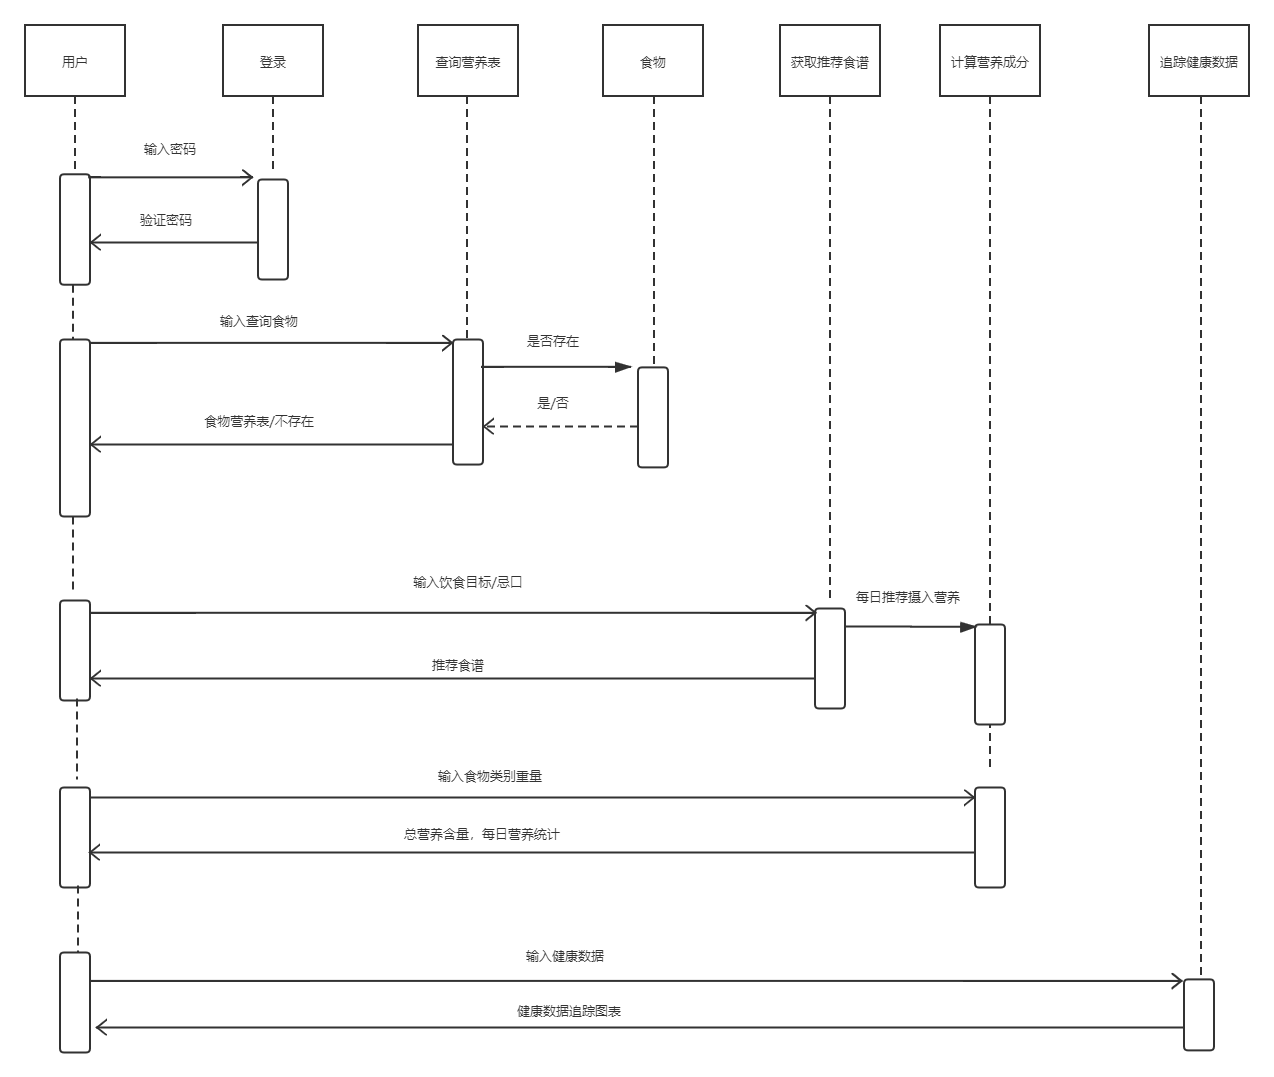 用户
登录
查询营养表
食物
获取推荐食谱
计算营养成分
追踪健康数据
输入密码
验证密码
输入查询食物
是否存在
是/否
食物营养表/不存在
输入饮食目标/忌口
每日推荐摄入营养
推荐食谱
输入食物类别重量
总营养含量，每日营养统计
输入健康数据
健康数据追踪图表